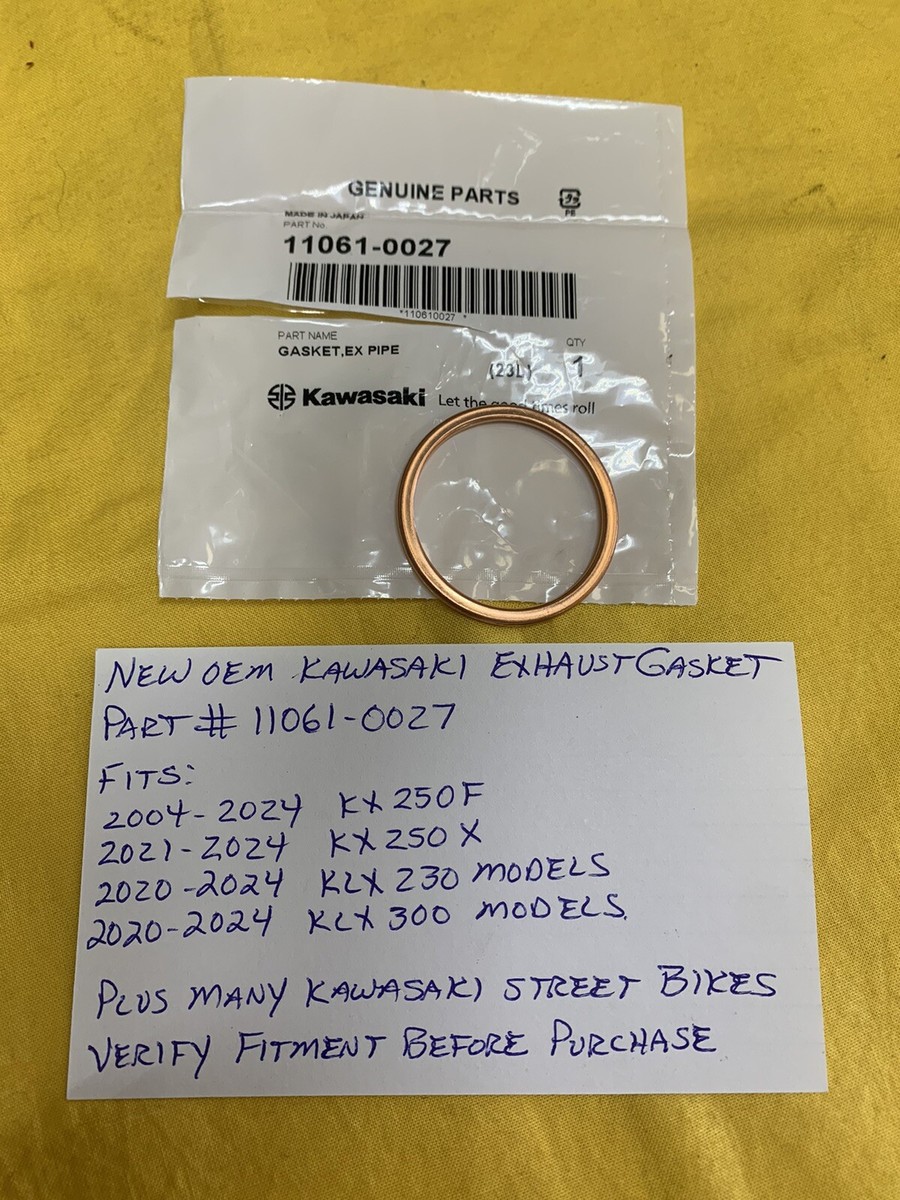 GENUINE PARTS
PE
MADE IN JAPAN
PART No.
11061-0027
*110610027 *
PART NAME
GASKET,EX PIPE
QTY
(23L) 1
Kawasaki Let the good times roll
NEW OEM KAWASAKI EXHAUST GASKET
PART # 11061-0027
FITS:
2004-2024 KX 250F
2021-2024 KX 250 X
2020-2024 KLX 230 MODELS
2020-2024 KLX 300 MODELS.
PLUS MANY KAWASAKI STREET BIKES
VERIFY FITMENT BEFORE PURCHASE